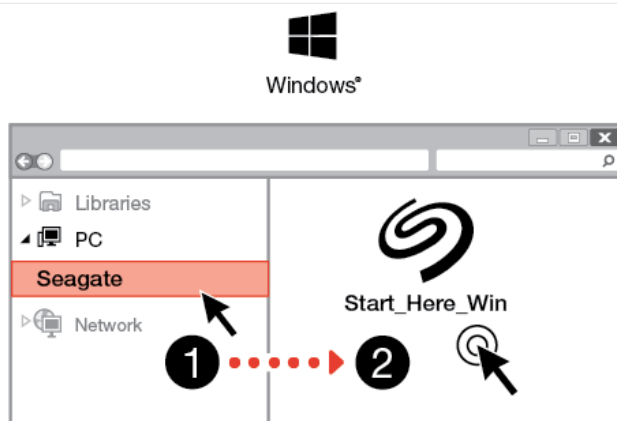 Windows®
Libraries
PC
Seagate
Start_Here_Win
Network
1
2